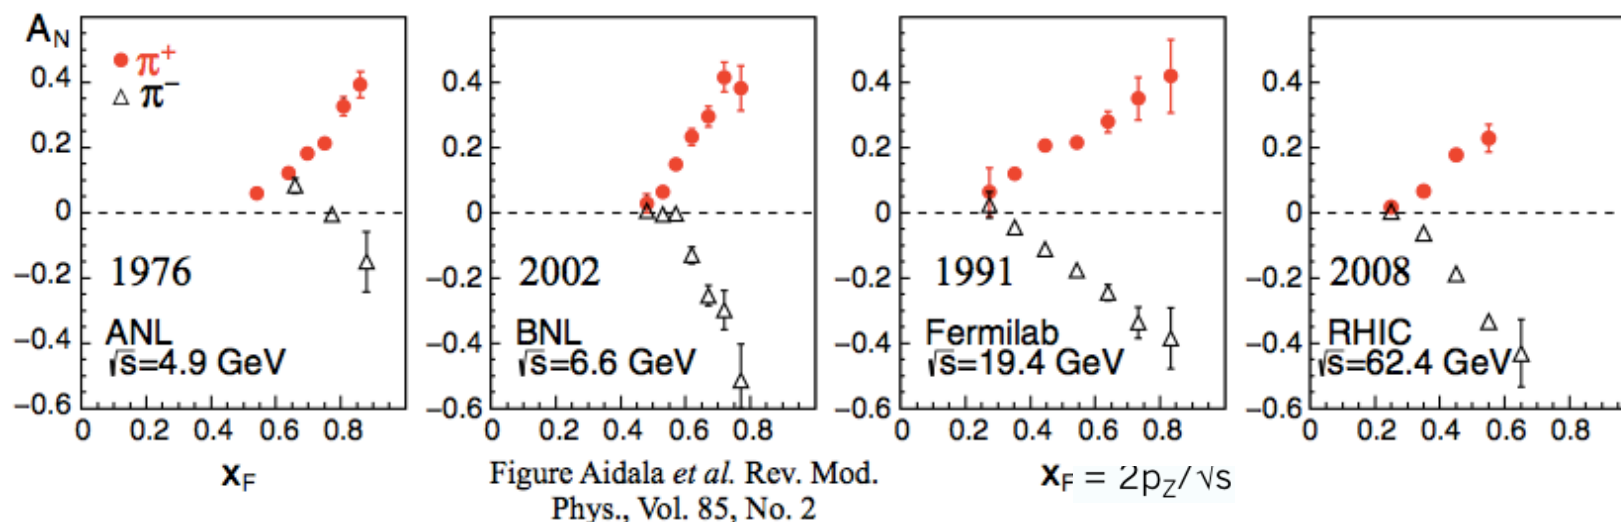 A_N
π⁺
π⁻
0.4
0.2
0
−0.2
−0.4
−0.6
1976
ANL
√s=4.9 GeV
0 0.2 0.4 0.6 0.8
x_F
0.4
0.2
0
−0.2
−0.4
−0.6
2002
BNL
√s=6.6 GeV
0 0.2 0.4 0.6 0.8
0.4
0.2
0
−0.2
−0.4
−0.6
1991
Fermilab
√s=19.4 GeV
0 0.2 0.4 0.6 0.8
x_F = 2p_Z/√s
0.4
0.2
0
−0.2
−0.4
−0.6
2008
RHIC
√s=62.4 GeV
0 0.2 0.4 0.6 0.8
Figure Aidala et al. Rev. Mod.
Phys., Vol. 85, No. 2